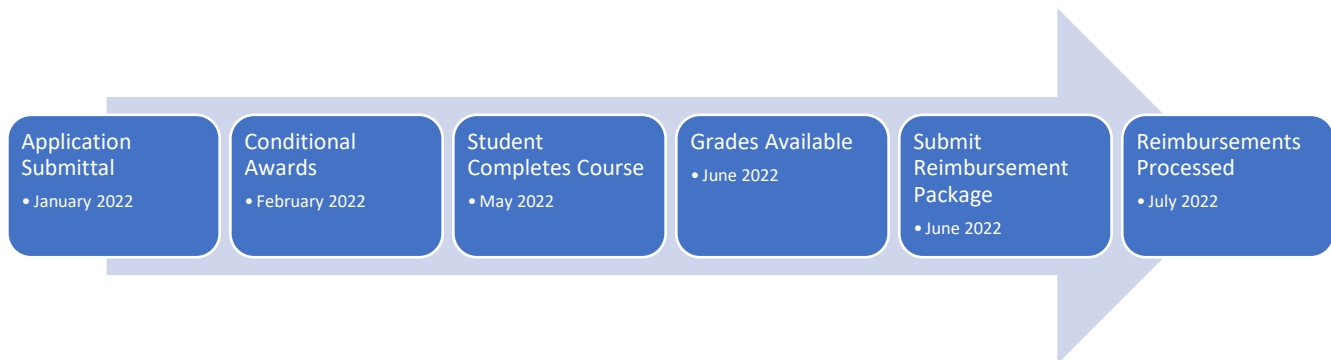 Application
Submittal
• January 2022
Conditional
Awards
• February 2022
Student
Completes Course
• May 2022
Grades Available
• June 2022
Submit
Reimbursement
Package
• June 2022
Reimbursements
Processed
• July 2022